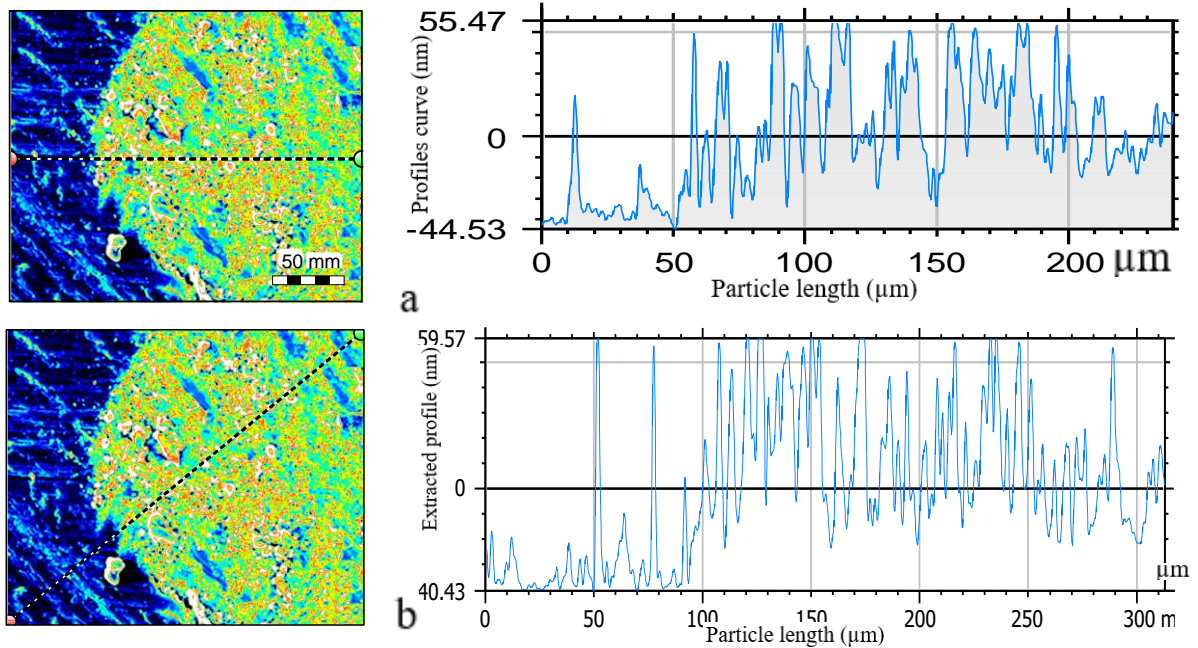 50 mm
Profiles curve (nm)
55.47
0
-44.53
0
50
100
150
200
µm
Particle length (µm)
a
Extracted profile (nm)
59.57
0
40.43
0
50
100
150
200
250
300 m
µm
Particle length (µm)
b